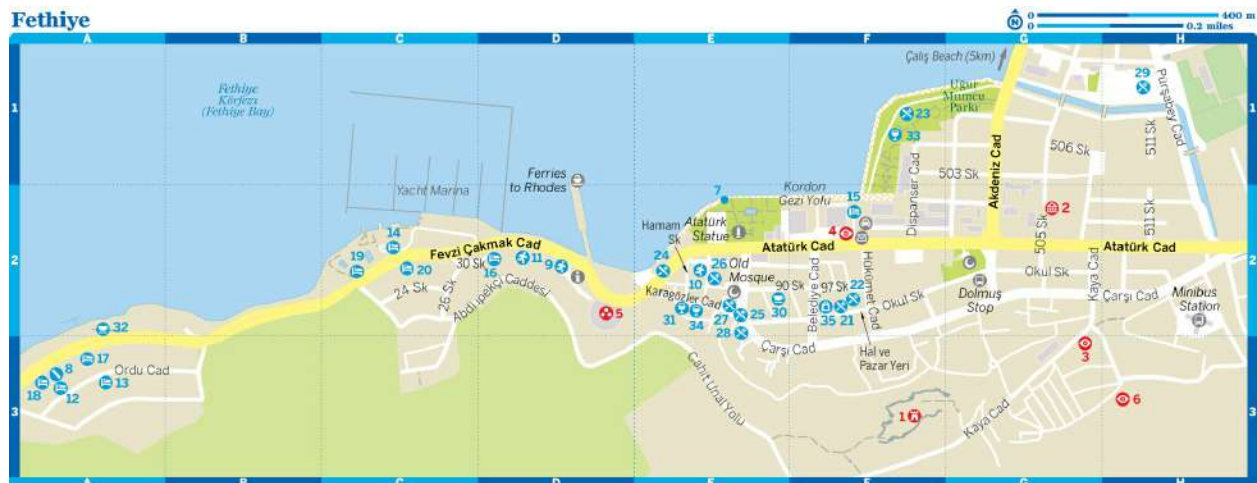 Fethiye
0 400 m
N
0 0.2 miles
A B C D E F G H
1
2
3
Fethiye
Körfezi
(Fethiye Bay)
Yacht Marina
Ferries
to Rhodes
7
Kordon
Gezi Yolu
Çalış Beach (5km)
Uğur
Mumcu
Parkı
23
33
29
Pürşabey Cad
511 Sk
506 Sk
503 Sk
Dispanser Cad
Akdeniz Cad
2
505 Sk
511 Sk
Hamam
Sk
Atatürk
Statue
15
4
Atatürk Cad
Atatürk Cad
14
19
20
Fevzi Çakmak Cad
24 Sk
26 Sk
30 Sk
16
11
9
Abdiipekçi Caddesi
5
24
10
26
Old
Mosque
Karagözler Cad
31
34
27
25
28
90 Sk
30
Belediye Cad
97 Sk
22
35
21
Hükümet Cad
Okul Sk
Okul Sk
Dolmuş
Stop
Kaya Cad
Çarşı Cad
Minibus
Station
Çarşı Cad
Hal ve
Pazar Yeri
Cahit Ünal Yolu
32
17
8
18
12
13
Ordu Cad
1
Kaya Cad
3
6
1
2
3
A B C D E F G H